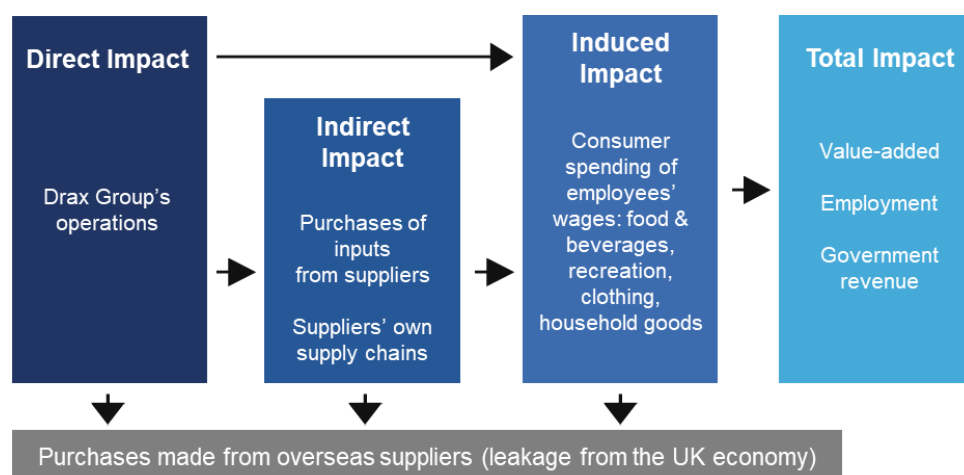 Direct Impact
Drax Group's
operations
Indirect
Impact
Purchases of
inputs
from suppliers
Suppliers' own
supply chains
Induced
Impact
Consumer
spending of
employees'
wages: food &
beverages,
recreation,
clothing,
household goods
Total Impact
Value-added
Employment
Government
revenue
Purchases made from overseas suppliers (leakage from the UK economy)